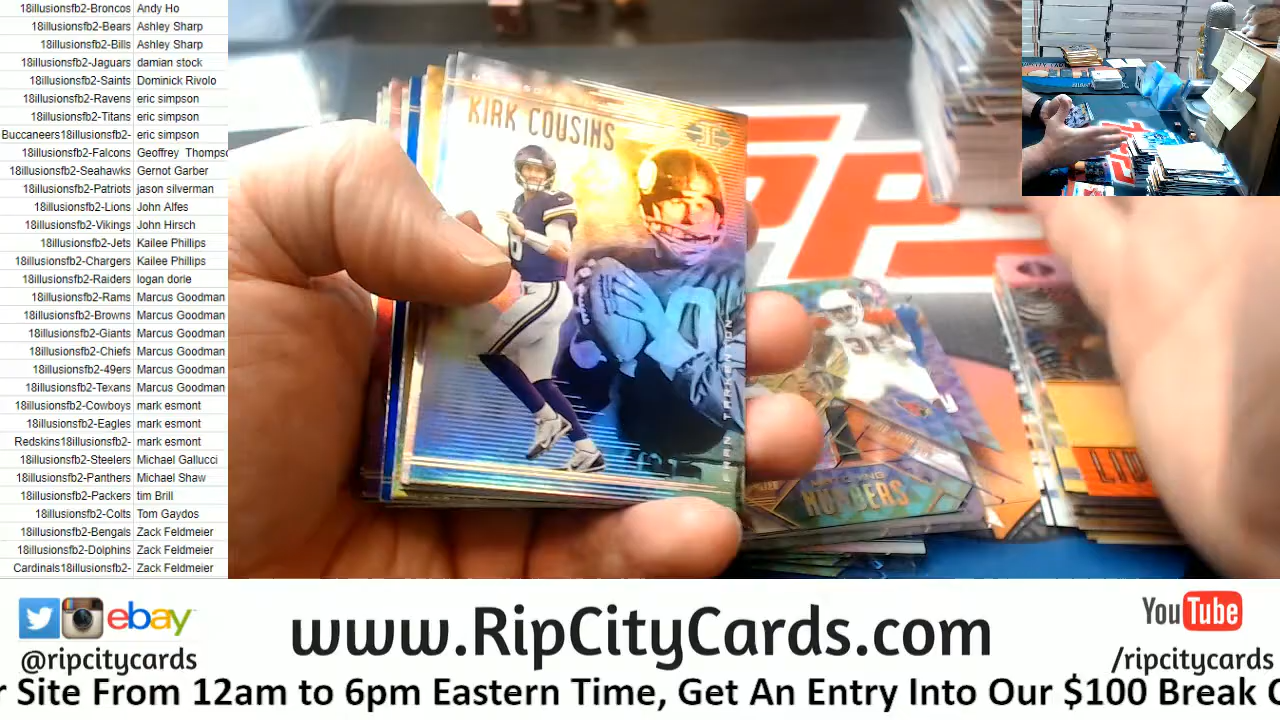 18illusionsfb2-Broncos Andy Ho
18illusionsfb2-Bears Ashley Sharp
18illusionsfb2-Bills Ashley Sharp
18illusionsfb2-Jaguars damian stock
18illusionsfb2-Saints Dominick Rivolo
18illusionsfb2-Ravens eric simpson
18illusionsfb2-Titans eric simpson
Buccaneers18illusionsfb2- eric simpson
18illusionsfb2-Falcons Geoffrey Thompso
18illusionsfb2-Seahawks Gernot Garber
18illusionsfb2-Patriots jason silverman
18illusionsfb2-Lions John Alfes
18illusionsfb2-Vikings John Hirsch
18illusionsfb2-Jets Kailee Phillips
18illusionsfb2-Chargers Kailee Phillips
18illusionsfb2-Raiders logan dorie
18illusionsfb2-Rams Marcus Goodman
18illusionsfb2-Browns Marcus Goodman
18illusionsfb2-Giants Marcus Goodman
18illusionsfb2-Chiefs Marcus Goodman
18illusionsfb2-49ers Marcus Goodman
18illusionsfb2-Texans Marcus Goodman
18illusionsfb2-Cowboys mark esmont
18illusionsfb2-Eagles mark esmont
Redskins18illusionsfb2- mark esmont
18illusionsfb2-Steelers Michael Gallucci
18illusionsfb2-Panthers Michael Shaw
18illusionsfb2-Packers tim Brill
18illusionsfb2-Colts Tom Gaydos
18illusionsfb2-Bengals Zack Feldmeier
18illusionsfb2-Dolphins Zack Feldmeier
Cardinals18illusionsfb2- Zack Feldmeier
KIRK COUSINS
FRAN TARKENTON
NUMBERS
ebay
@ripcitycards
www.RipCityCards.com
YouTube
/ripcitycards
r Site From 12am to 6pm Eastern Time, Get An Entry Into Our $100 Break